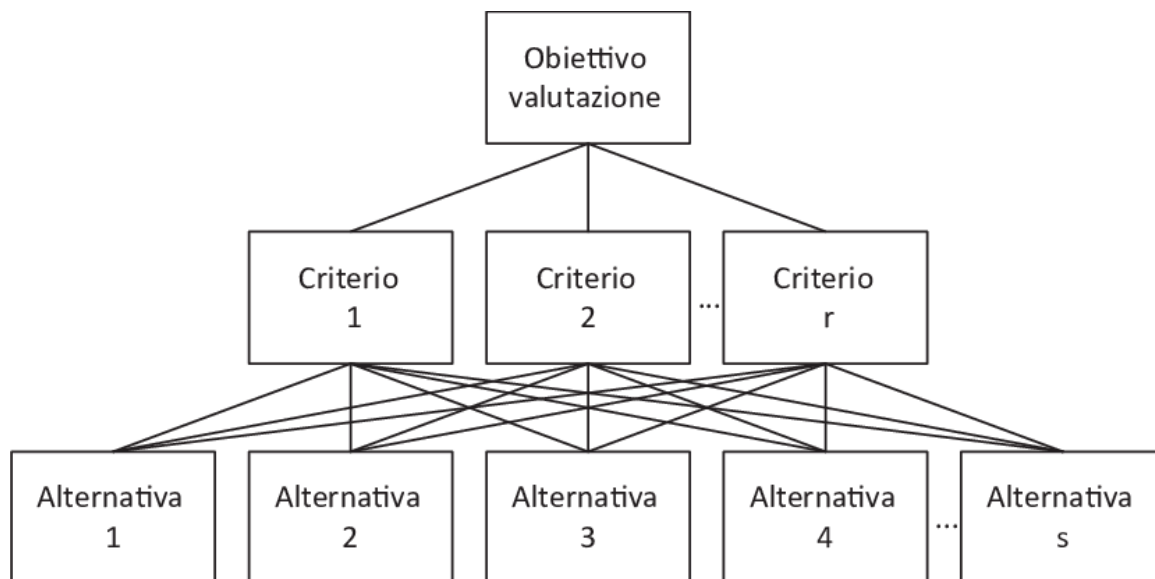 Obiettivo
valutazione
Criterio
1
Criterio
2
...
Criterio
r
Alternativa
1
Alternativa
2
Alternativa
3
Alternativa
4
...
Alternativa
s